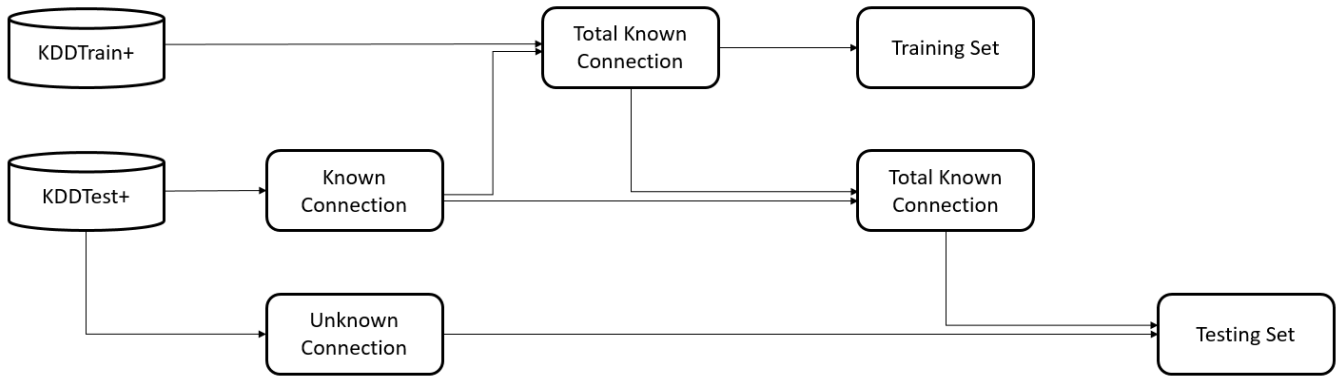 KDDTrain+
Total Known
Connection
Training Set
KDDTest+
Known
Connection
Total Known
Connection
Unknown
Connection
Testing Set